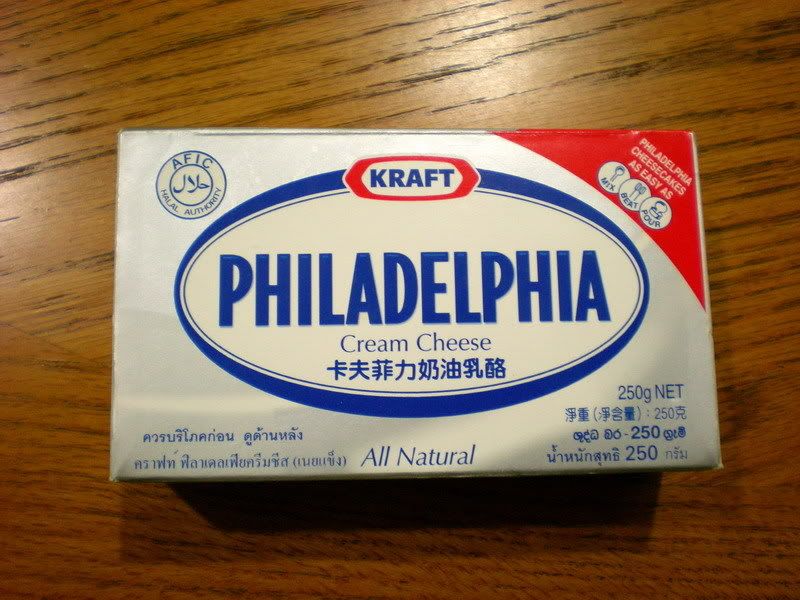 AFIC
حلال
HALAL AUTHORITY
KRAFT
PHILADELPHIA
CHEESECAKES
AS EASY AS
MIX
BEAT
POUR
PHILADELPHIA
Cream Cheese
卡夫菲力奶油乳酪
250g NET
淨重 (淨含量) : 250克
ශුද්ධ බර - 250 ග්‍රෑම්
น้ำหนักสุทธิ 250 กรัม
ควรบริโภคก่อน ดูด้านหลัง
คราฟท์ ฟิลาเดลเฟียครีมชีส (เนยแข็ง)
All Natural